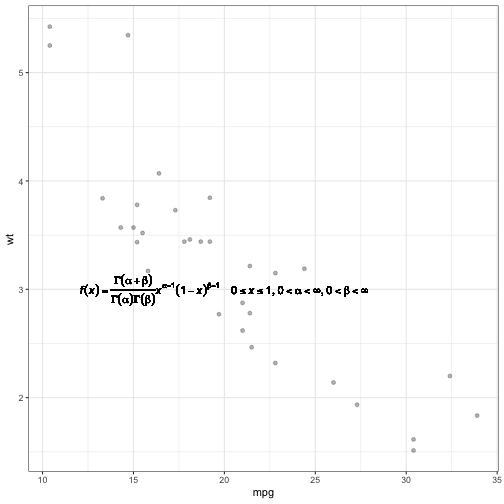 5
4
f(x) = Γ(α + β) / Γ(α)Γ(β) x^(α−1) (1 − x)^(β−1) 0 ≤ x ≤ 1, 0 < α < ∞, 0 < β < ∞
3
2
wt
10 15 20 25 30 35
mpg